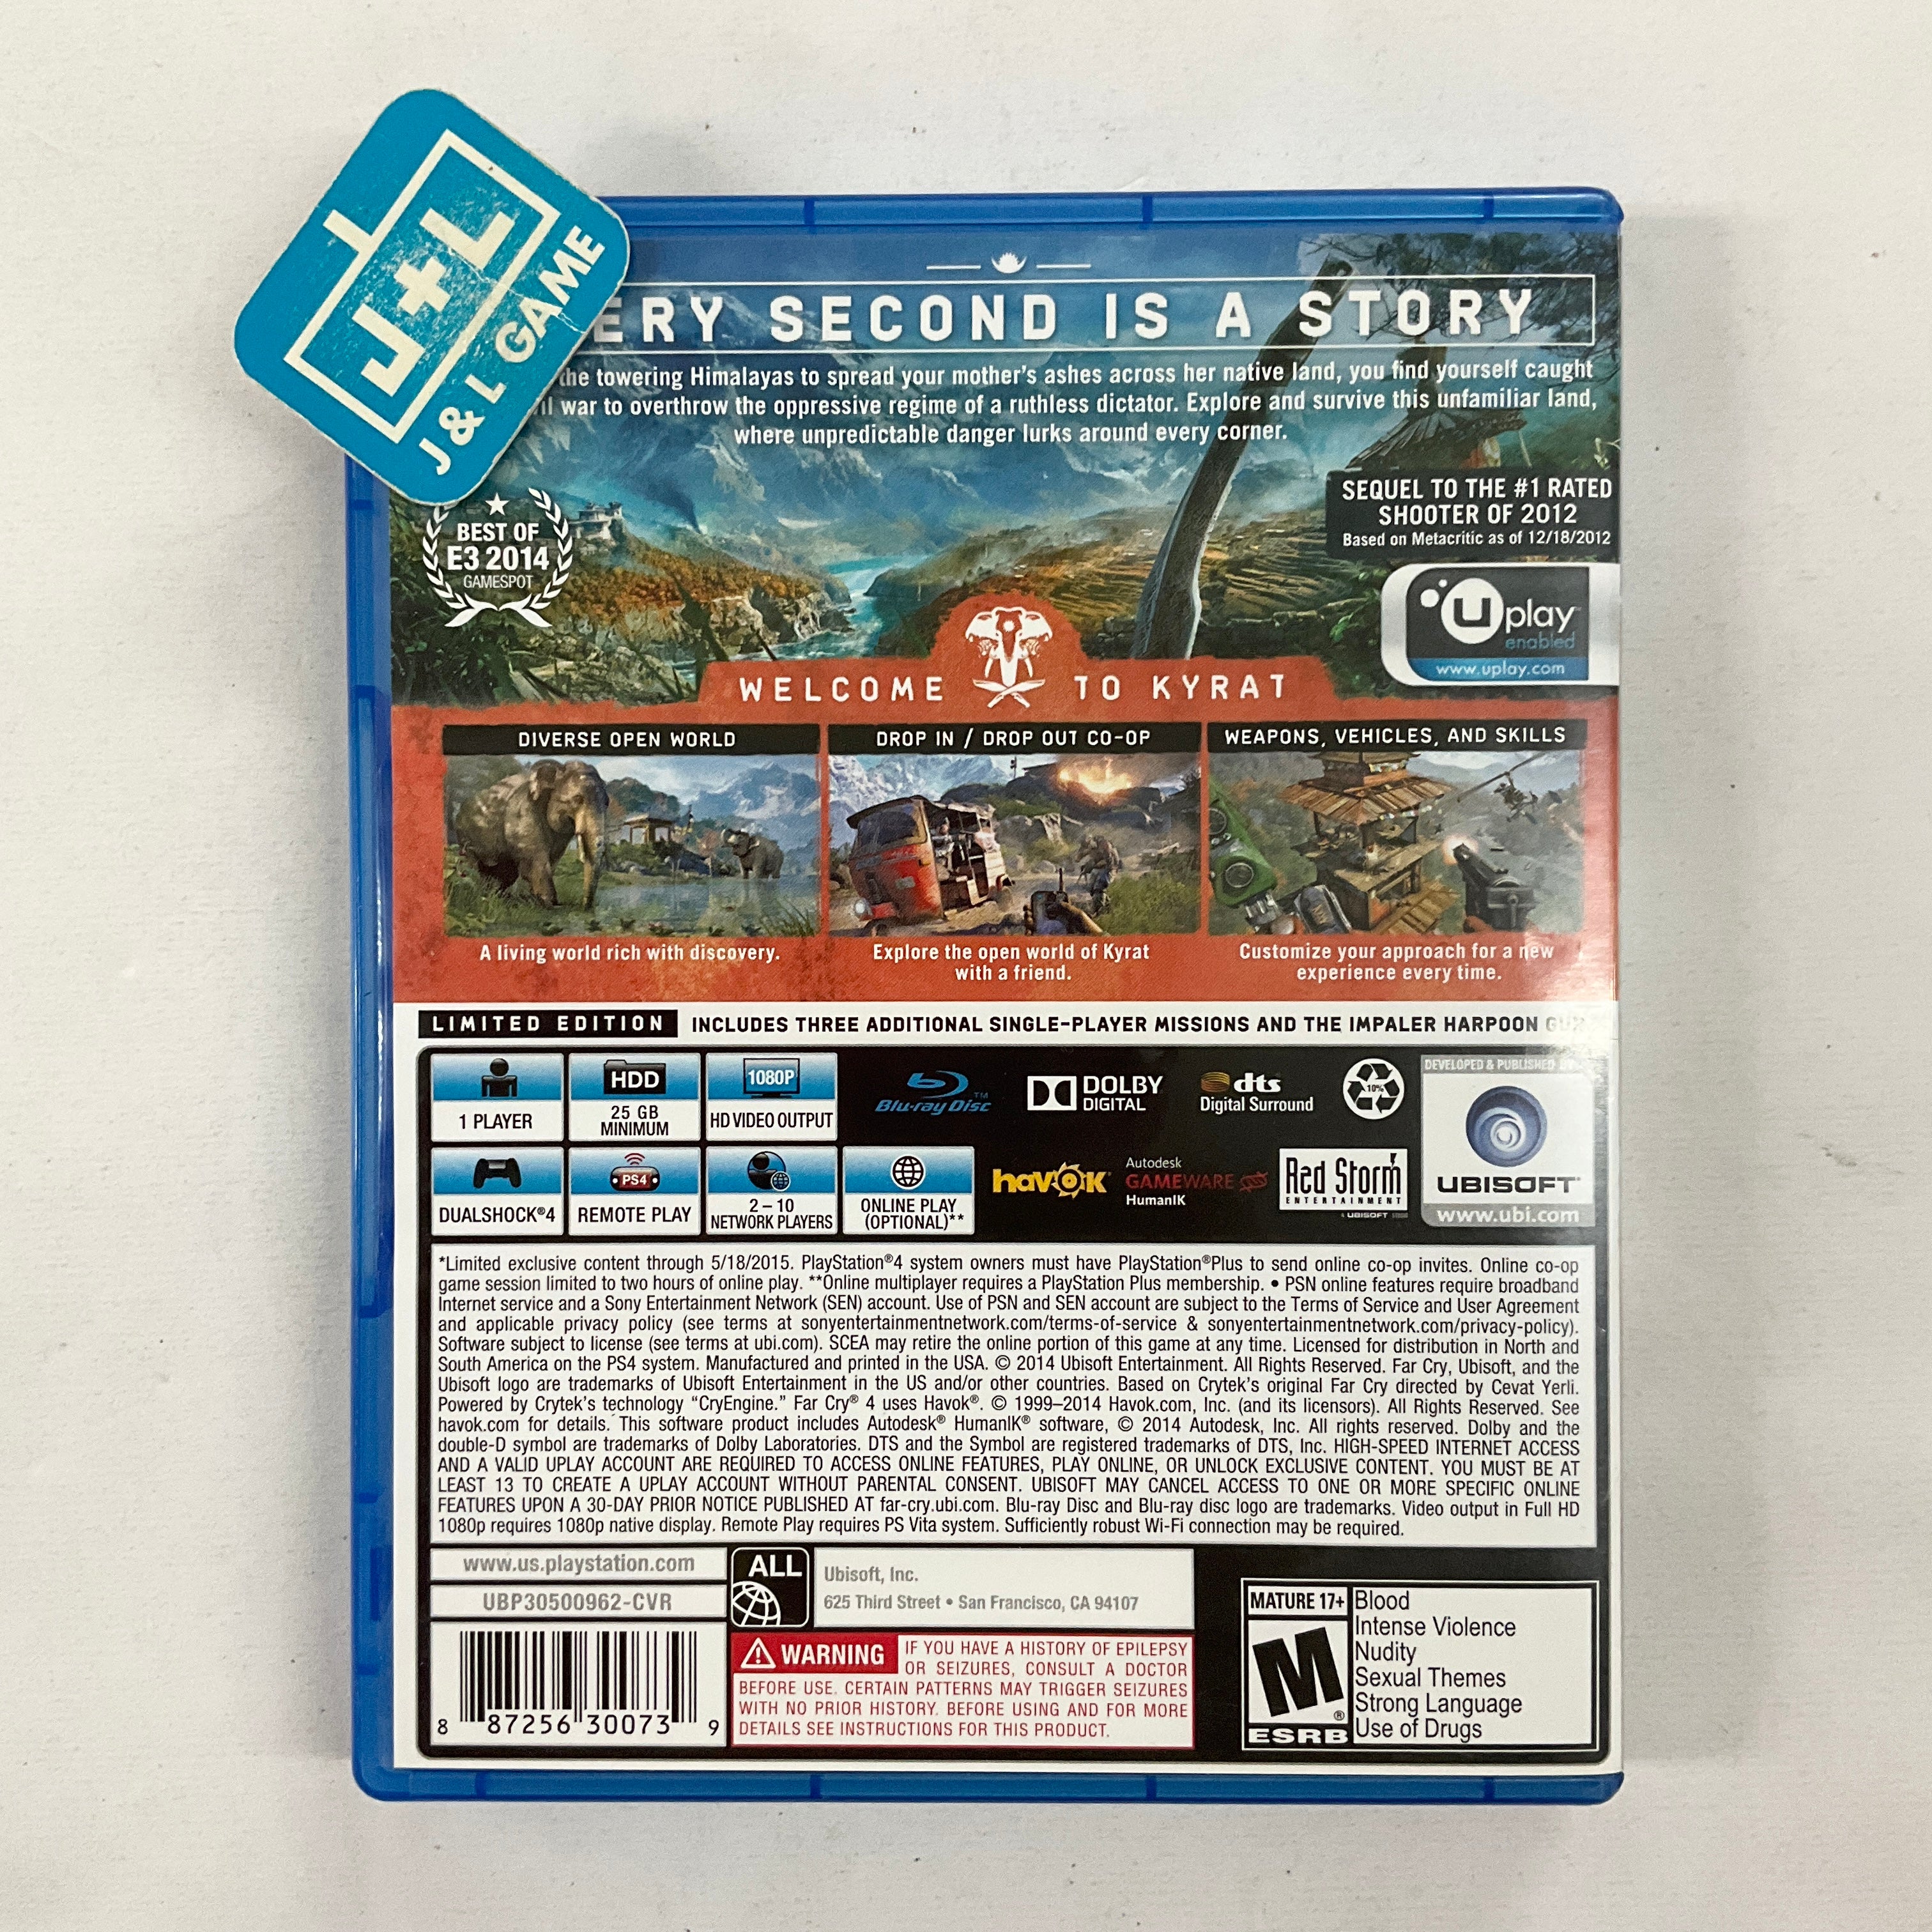 J+L
J & L GAME
ERY SECOND IS A STORY
the towering Himalayas to spread your mother's ashes across her native land, you find yourself caught
war to overthrow the oppressive regime of a ruthless dictator. Explore and survive this unfamiliar land,
where unpredictable danger lurks around every corner.
BEST OF
E3 2014
GAMESPOT
SEQUEL TO THE #1 RATED
SHOOTER OF 2012
Based on Metacritic as of 12/18/2012
Uplay
enabled
www.uplay.com
WELCOME TO KYRAT
DIVERSE OPEN WORLD
A living world rich with discovery.
DROP IN / DROP OUT CO-OP
Explore the open world of Kyrat
with a friend.
WEAPONS, VEHICLES, AND SKILLS
Customize your approach for a new
experience every time.
LIMITED EDITION INCLUDES THREE ADDITIONAL SINGLE-PLAYER MISSIONS AND THE IMPALER HARPOON GUN
1 PLAYER
HDD
25 GB
MINIMUM
1080P
HD VIDEO OUTPUT
Blu-ray Disc™
DOLBY
DIGITAL
dts
Digital Surround
10%
DEVELOPED & PUBLISHED BY
UBISOFT
www.ubi.com
DUALSHOCK®4
PS4
REMOTE PLAY
2 – 10
NETWORK PLAYERS
ONLINE PLAY
(OPTIONAL)**
havok
Autodesk
GAMEWARE
HumanIK
Red Storm
ENTERTAINMENT
UBISOFT
*Limited exclusive content through 5/18/2015. PlayStation®4 system owners must have PlayStation®Plus to send online co-op invites. Online co-op
game session limited to two hours of online play. **Online multiplayer requires a PlayStation Plus membership. • PSN online features require broadband
Internet service and a Sony Entertainment Network (SEN) account. Use of PSN and SEN account are subject to the Terms of Service and User Agreement
and applicable privacy policy (see terms at sonyentertainmentnetwork.com/terms-of-service & sonyentertainmentnetwork.com/privacy-policy).
Software subject to license (see terms at ubi.com). SCEA may retire the online portion of this game at any time. Licensed for distribution in North and
South America on the PS4 system. Manufactured and printed in the USA. © 2014 Ubisoft Entertainment. All Rights Reserved. Far Cry, Ubisoft, and the
Ubisoft logo are trademarks of Ubisoft Entertainment in the US and/or other countries. Based on Crytek's original Far Cry directed by Cevat Yerli.
Powered by Crytek's technology “CryEngine.” Far Cry® 4 uses Havok®. © 1999–2014 Havok.com, Inc. (and its licensors). All Rights Reserved. See
havok.com for details. This software product includes Autodesk® HumanIK® software, © 2014 Autodesk, Inc. All rights reserved. Dolby and the
double-D symbol are trademarks of Dolby Laboratories. DTS and the Symbol are registered trademarks of DTS, Inc. HIGH-SPEED INTERNET ACCESS
AND A VALID UPLAY ACCOUNT ARE REQUIRED TO ACCESS ONLINE FEATURES, PLAY ONLINE, OR UNLOCK EXCLUSIVE CONTENT. YOU MUST BE AT
LEAST 13 TO CREATE A UPLAY ACCOUNT WITHOUT PARENTAL CONSENT. UBISOFT MAY CANCEL ACCESS TO ONE OR MORE SPECIFIC ONLINE
FEATURES UPON A 30-DAY PRIOR NOTICE PUBLISHED AT far-cry.ubi.com. Blu-ray Disc and Blu-ray disc logo are trademarks. Video output in Full HD
1080p requires 1080p native display. Remote Play requires PS Vita system. Sufficiently robust Wi-Fi connection may be required.
www.us.playstation.com
UBP30500962-CVR
8 87256 30073 9
ALL
Ubisoft, Inc.
625 Third Street • San Francisco, CA 94107
WARNING IF YOU HAVE A HISTORY OF EPILEPSY
OR SEIZURES, CONSULT A DOCTOR
BEFORE USE. CERTAIN PATTERNS MAY TRIGGER SEIZURES
WITH NO PRIOR HISTORY. BEFORE USING AND FOR MORE
DETAILS SEE INSTRUCTIONS FOR THIS PRODUCT.
MATURE 17+
M®
ESRB
Blood
Intense Violence
Nudity
Sexual Themes
Strong Language
Use of Drugs